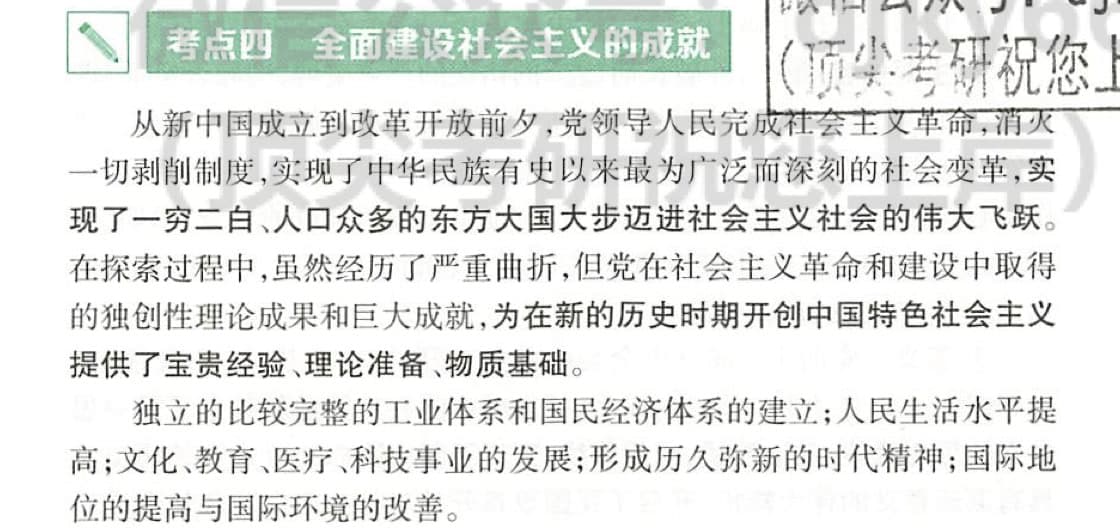 (顶尖考研祝您上
考点四 全面建设社会主义的成就
从新中国成立到改革开放前夕,党领导人民完成社会主义革命,消灭
一切剥削制度,实现了中华民族有史以来最为广泛而深刻的社会变革,实
现了一穷二白、人口众多的东方大国大步迈进社会主义社会的伟大飞跃。
在探索过程中,虽然经历了严重曲折,但党在社会主义革命和建设中取得
的独创性理论成果和巨大成就,为在新的历史时期开创中国特色社会主义
提供了宝贵经验、理论准备、物质基础。
(顶尖考研祝您上岸)
独立的比较完整的工业体系和国民经济体系的建立;人民生活水平提
高;文化、教育、医疗、科技事业的发展;形成历久弥新的时代精神;国际地
位的提高与国际环境的改善。